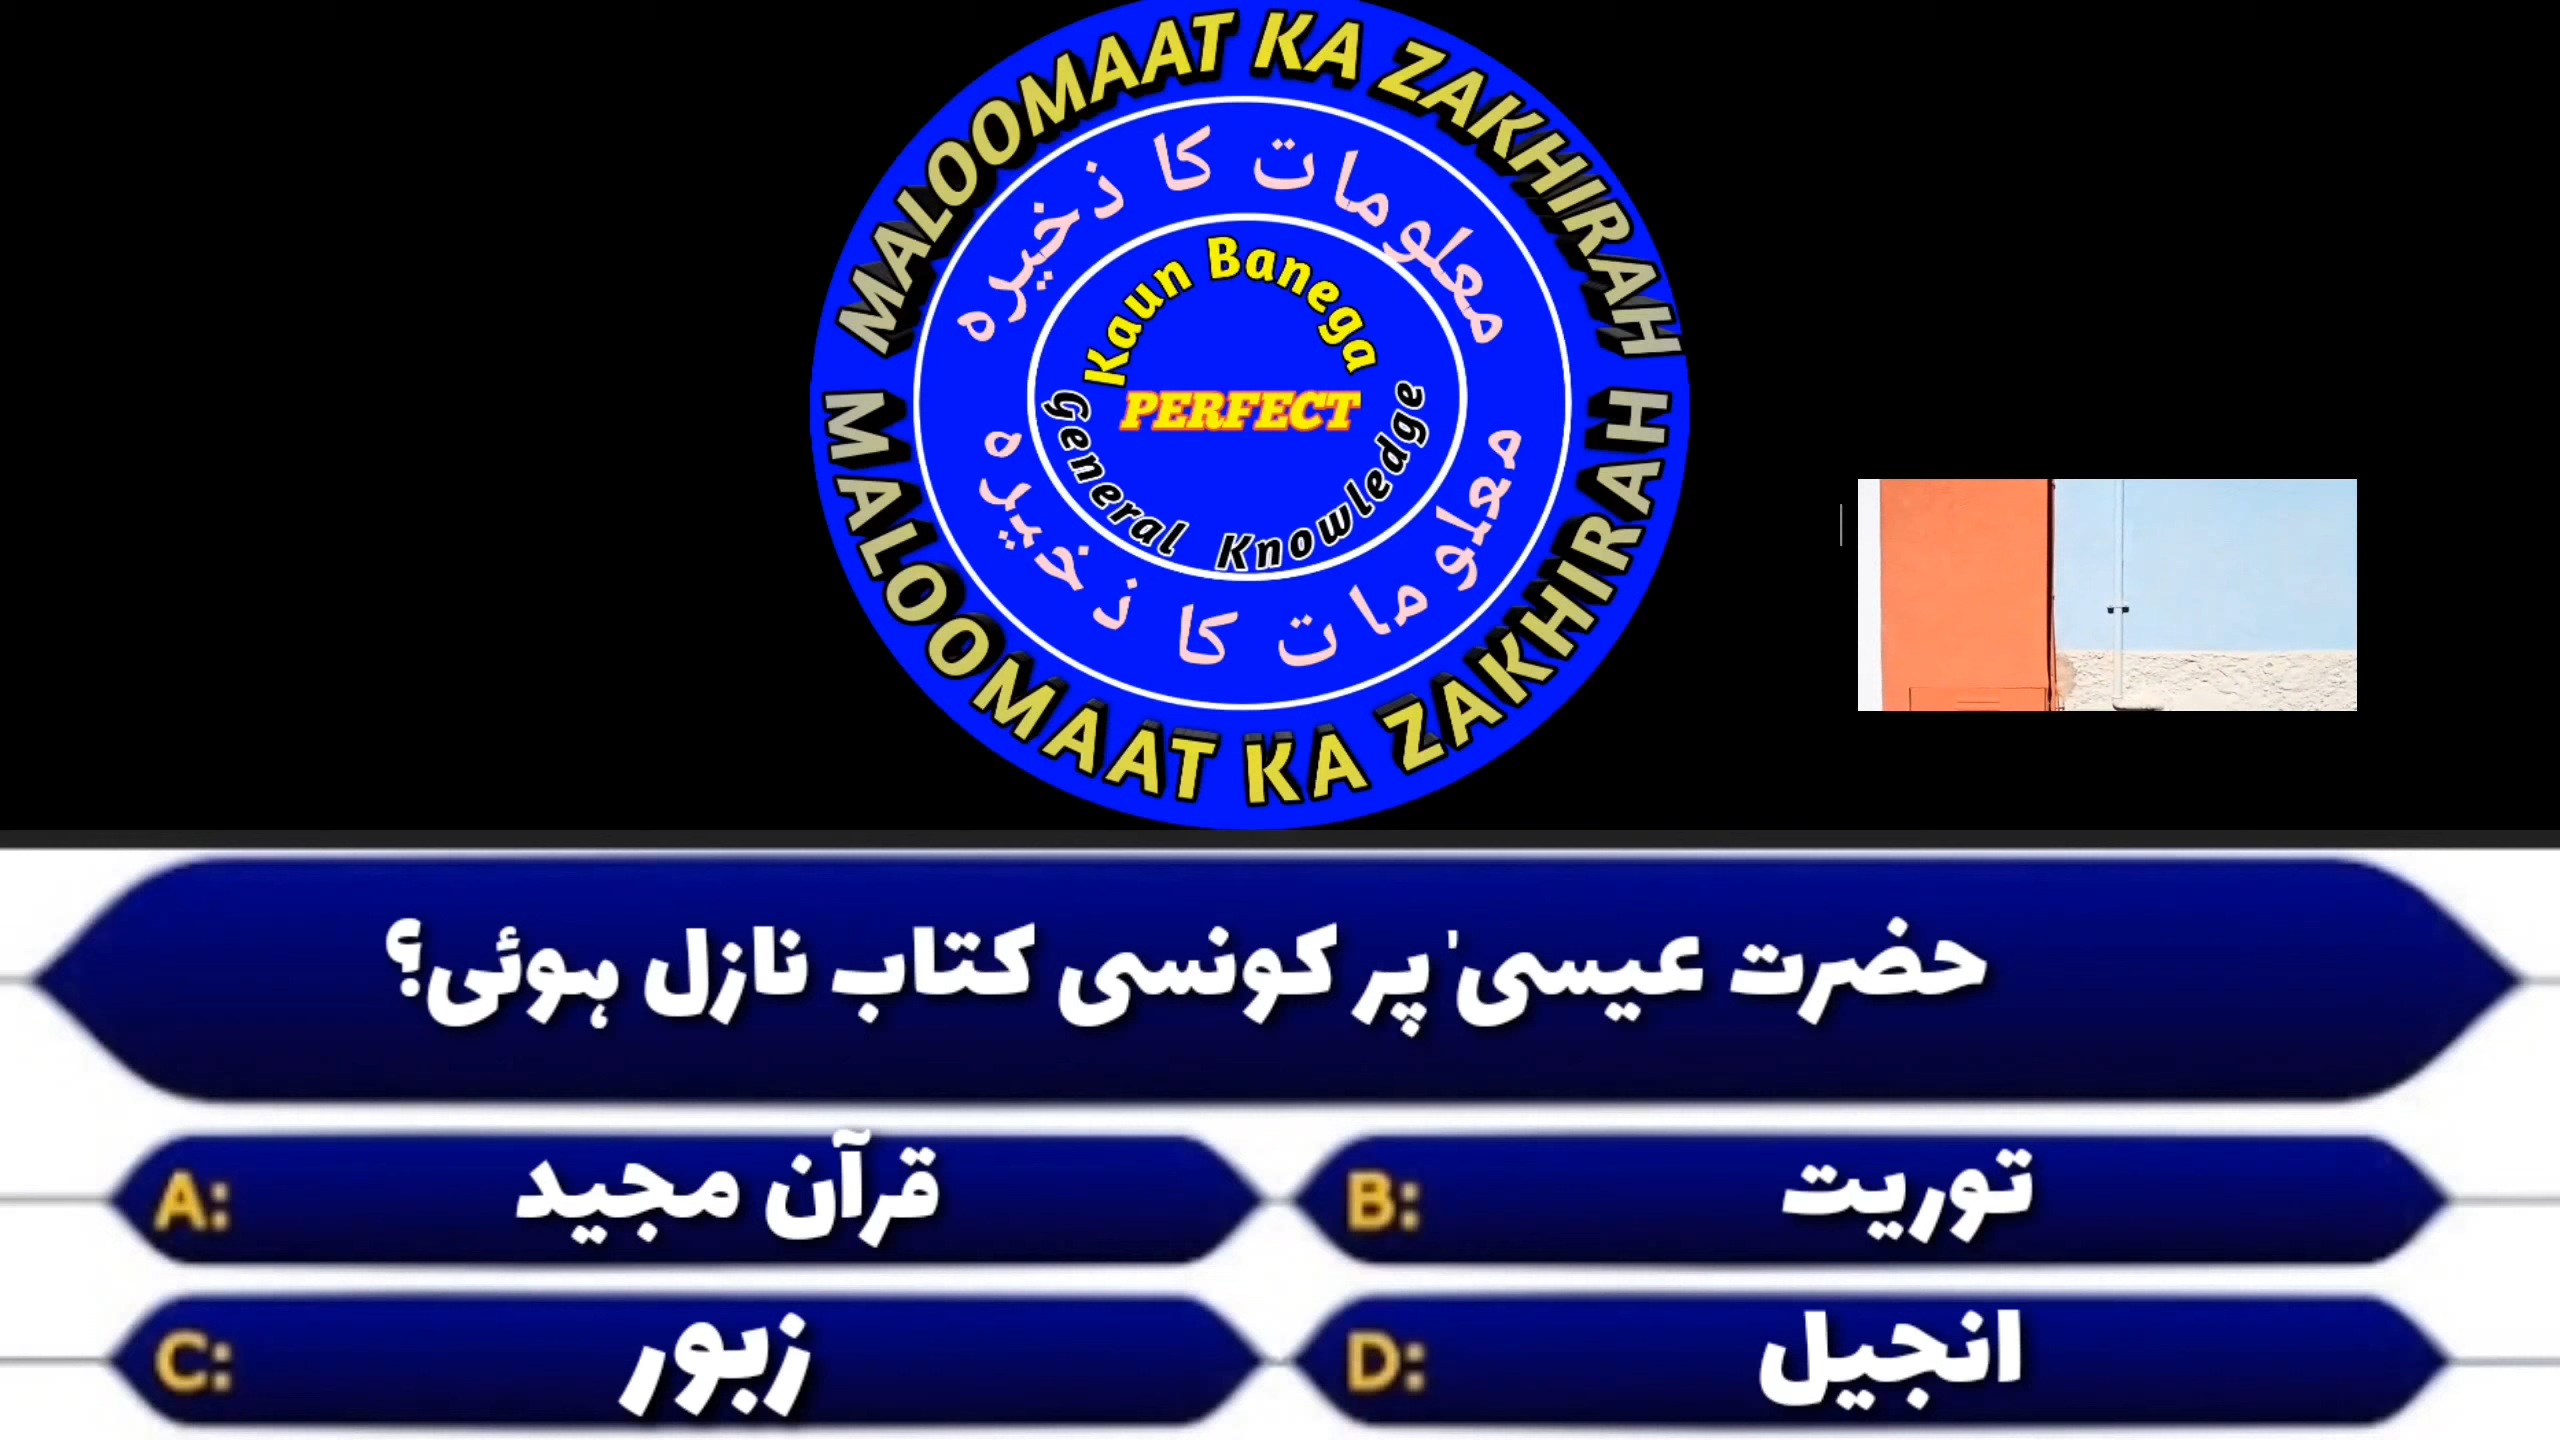 MALOOMAAT KA ZAKHIRAH
معلومات کا ذخیرہ
Kaun Banega
PERFECT
General Knowledge
معلومات کا ذخیرہ
MALOOMAAT KA ZAKHIRAH
حضرت عیسیٰ پر کونسی کتاب نازل ہوئی؟
A: قرآن مجید
B: توریت
C: زبور
D: انجیل